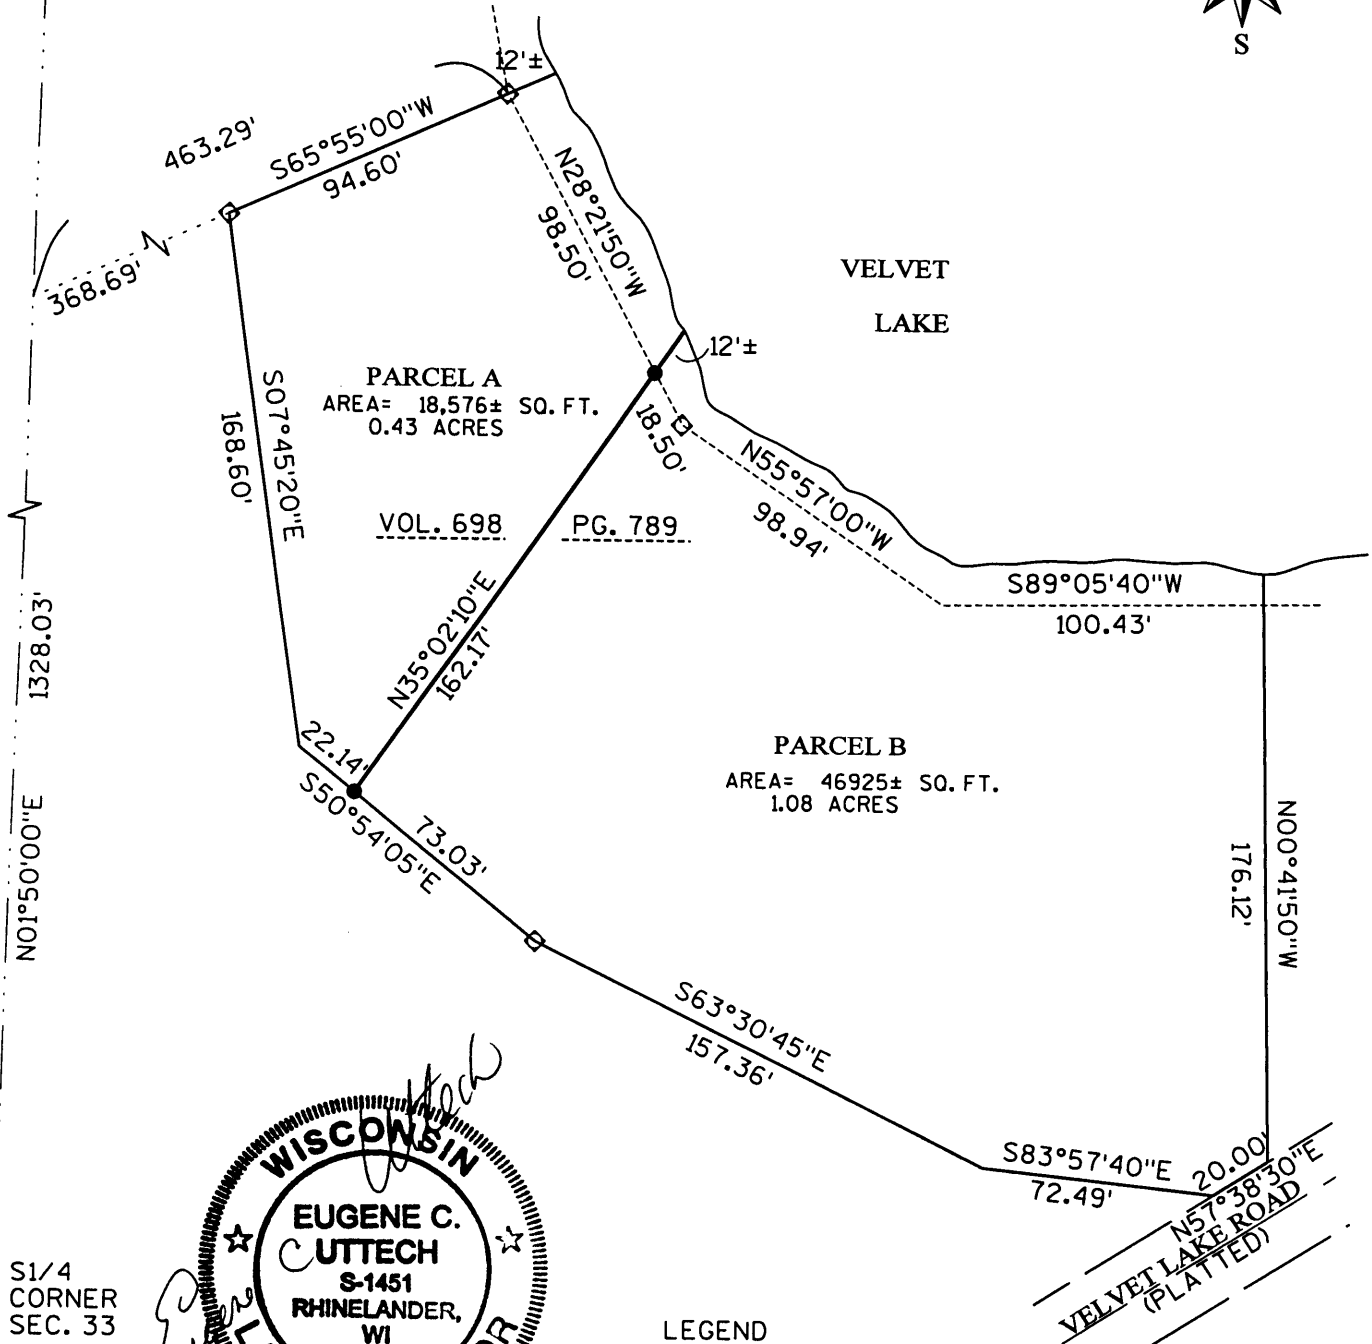 S
12'±
463.29'
S65°55'00"W
94.60'
368.69'
N28°21'50"W
98.50'
VELVET
LAKE
12'±
PARCEL A
AREA= 18,576± SQ. FT.
0.43 ACRES
S07°45'20"E
168.60'
18.50'
N55°57'00"W
98.94'
VOL. 698 PG. 789
S89°05'40"W
100.43'
N35°02'10"E
162.17'
1328.03'
N01°50'00"E
22.14'
S50°54'05"E
73.03'
PARCEL B
AREA= 46925± SQ. FT.
1.08 ACRES
N00°41'50"W
176.12'
S63°30'45"E
157.36'
S83°57'40"E
72.49'
20.00'
N57°38'30"E
VELVET LAKE ROAD
(PLATTED)
WISCONSIN
EUGENE C.
UTTECH
S-1451
RHINELANDER,
WI
S1/4
CORNER
SEC. 33
LEGEND